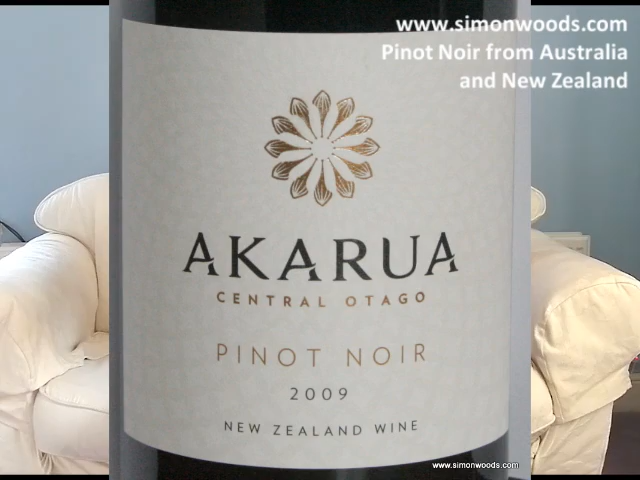 www.simonwoods.com
Pinot Noir from Australia
and New Zealand
AKARUA
CENTRAL OTAGO
PINOT NOIR
2009
NEW ZEALAND WINE
www.simonwoods.com